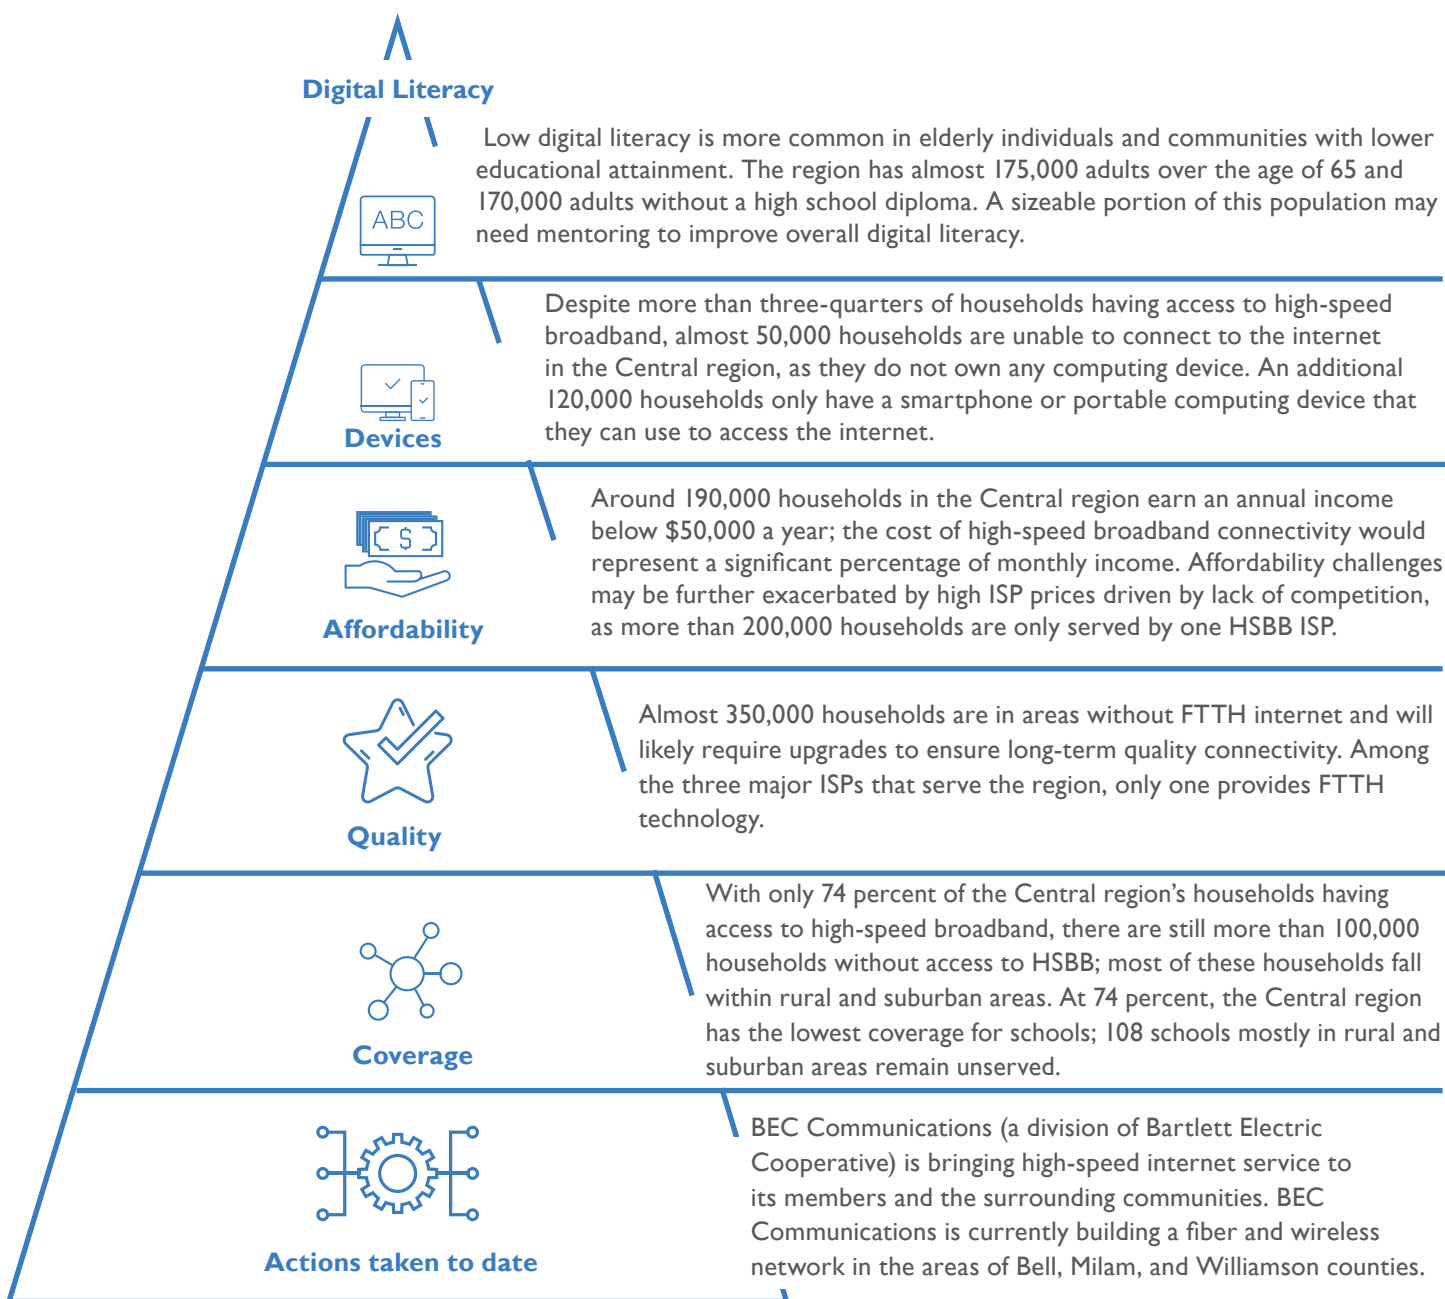 Digital Literacy
Low digital literacy is more common in elderly individuals and communities with lower
educational attainment. The region has almost 175,000 adults over the age of 65 and
170,000 adults without a high school diploma. A sizeable portion of this population may
need mentoring to improve overall digital literacy.
ABC
Despite more than three-quarters of households having access to high-speed
broadband, almost 50,000 households are unable to connect to the internet
in the Central region, as they do not own any computing device. An additional
120,000 households only have a smartphone or portable computing device that
they can use to access the internet.
Devices
Around 190,000 households in the Central region earn an annual income
below $50,000 a year; the cost of high-speed broadband connectivity would
represent a significant percentage of monthly income. Affordability challenges
may be further exacerbated by high ISP prices driven by lack of competition,
as more than 200,000 households are only served by one HSBB ISP.
$
Affordability
Almost 350,000 households are in areas without FTTH internet and will
likely require upgrades to ensure long-term quality connectivity. Among
the three major ISPs that serve the region, only one provides FTTH
technology.
Quality
With only 74 percent of the Central region's households having
access to high-speed broadband, there are still more than 100,000
households without access to HSBB; most of these households fall
within rural and suburban areas. At 74 percent, the Central region
has the lowest coverage for schools; 108 schools mostly in rural and
suburban areas remain unserved.
Coverage
BEC Communications (a division of Bartlett Electric
Cooperative) is bringing high-speed internet service to
its members and the surrounding communities. BEC
Communications is currently building a fiber and wireless
network in the areas of Bell, Milam, and Williamson counties.
Actions taken to date